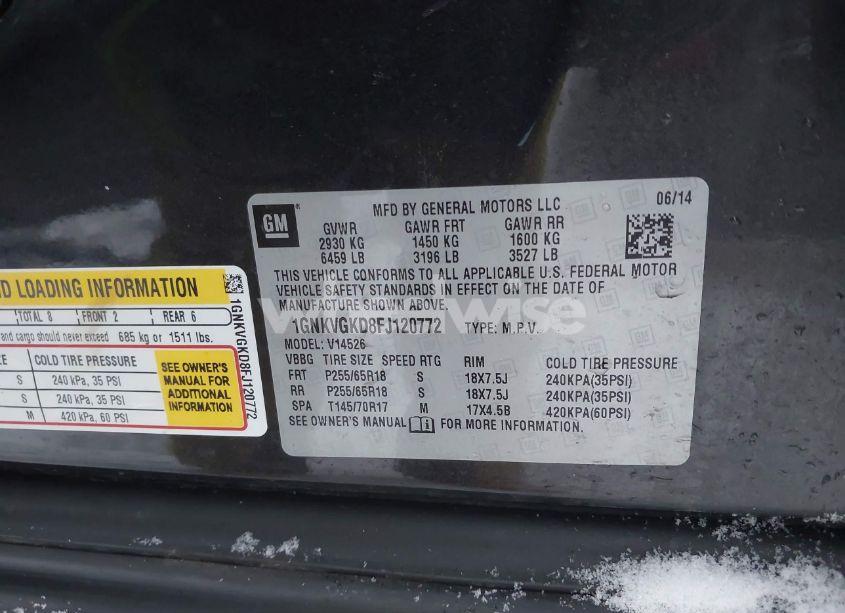 GM
MFD BY GENERAL MOTORS LLC
06/14
GVWR GAWR FRT GAWR RR
2930 KG 1450 KG 1600 KG
6459 LB 3196 LB 3527 LB
THIS VEHICLE CONFORMS TO ALL APPLICABLE U.S. FEDERAL MOTOR
VEHICLE SAFETY STANDARDS IN EFFECT ON THE DATE OF
MANUFACTURE SHOWN ABOVE.
1GNKVGKD8FJ120772 TYPE: M.P.V.
MODEL: V14526
VBBG TIRE SIZE SPEED RTG RIM COLD TIRE PRESSURE
FRT P255/65R18 S 18X7.5J 240KPA(35PSI)
RR P255/65R18 S 18X7.5J 240KPA(35PSI)
SPA T145/70R17 M 17X4.5B 420KPA(60PSI)
SEE OWNER'S MANUAL FOR MORE INFORMATION.
LOADING INFORMATION
TOTAL 8 FRONT 2 REAR 6
and cargo should never exceed 685 kg or 1511 lbs.
COLD TIRE PRESSURE
S 240 kPa, 35 PSI
S 240 kPa, 35 PSI
M 420 kPa, 60 PSI
SEE OWNER'S
MANUAL FOR
ADDITIONAL
INFORMATION
1GNKVGKD8FJ120772